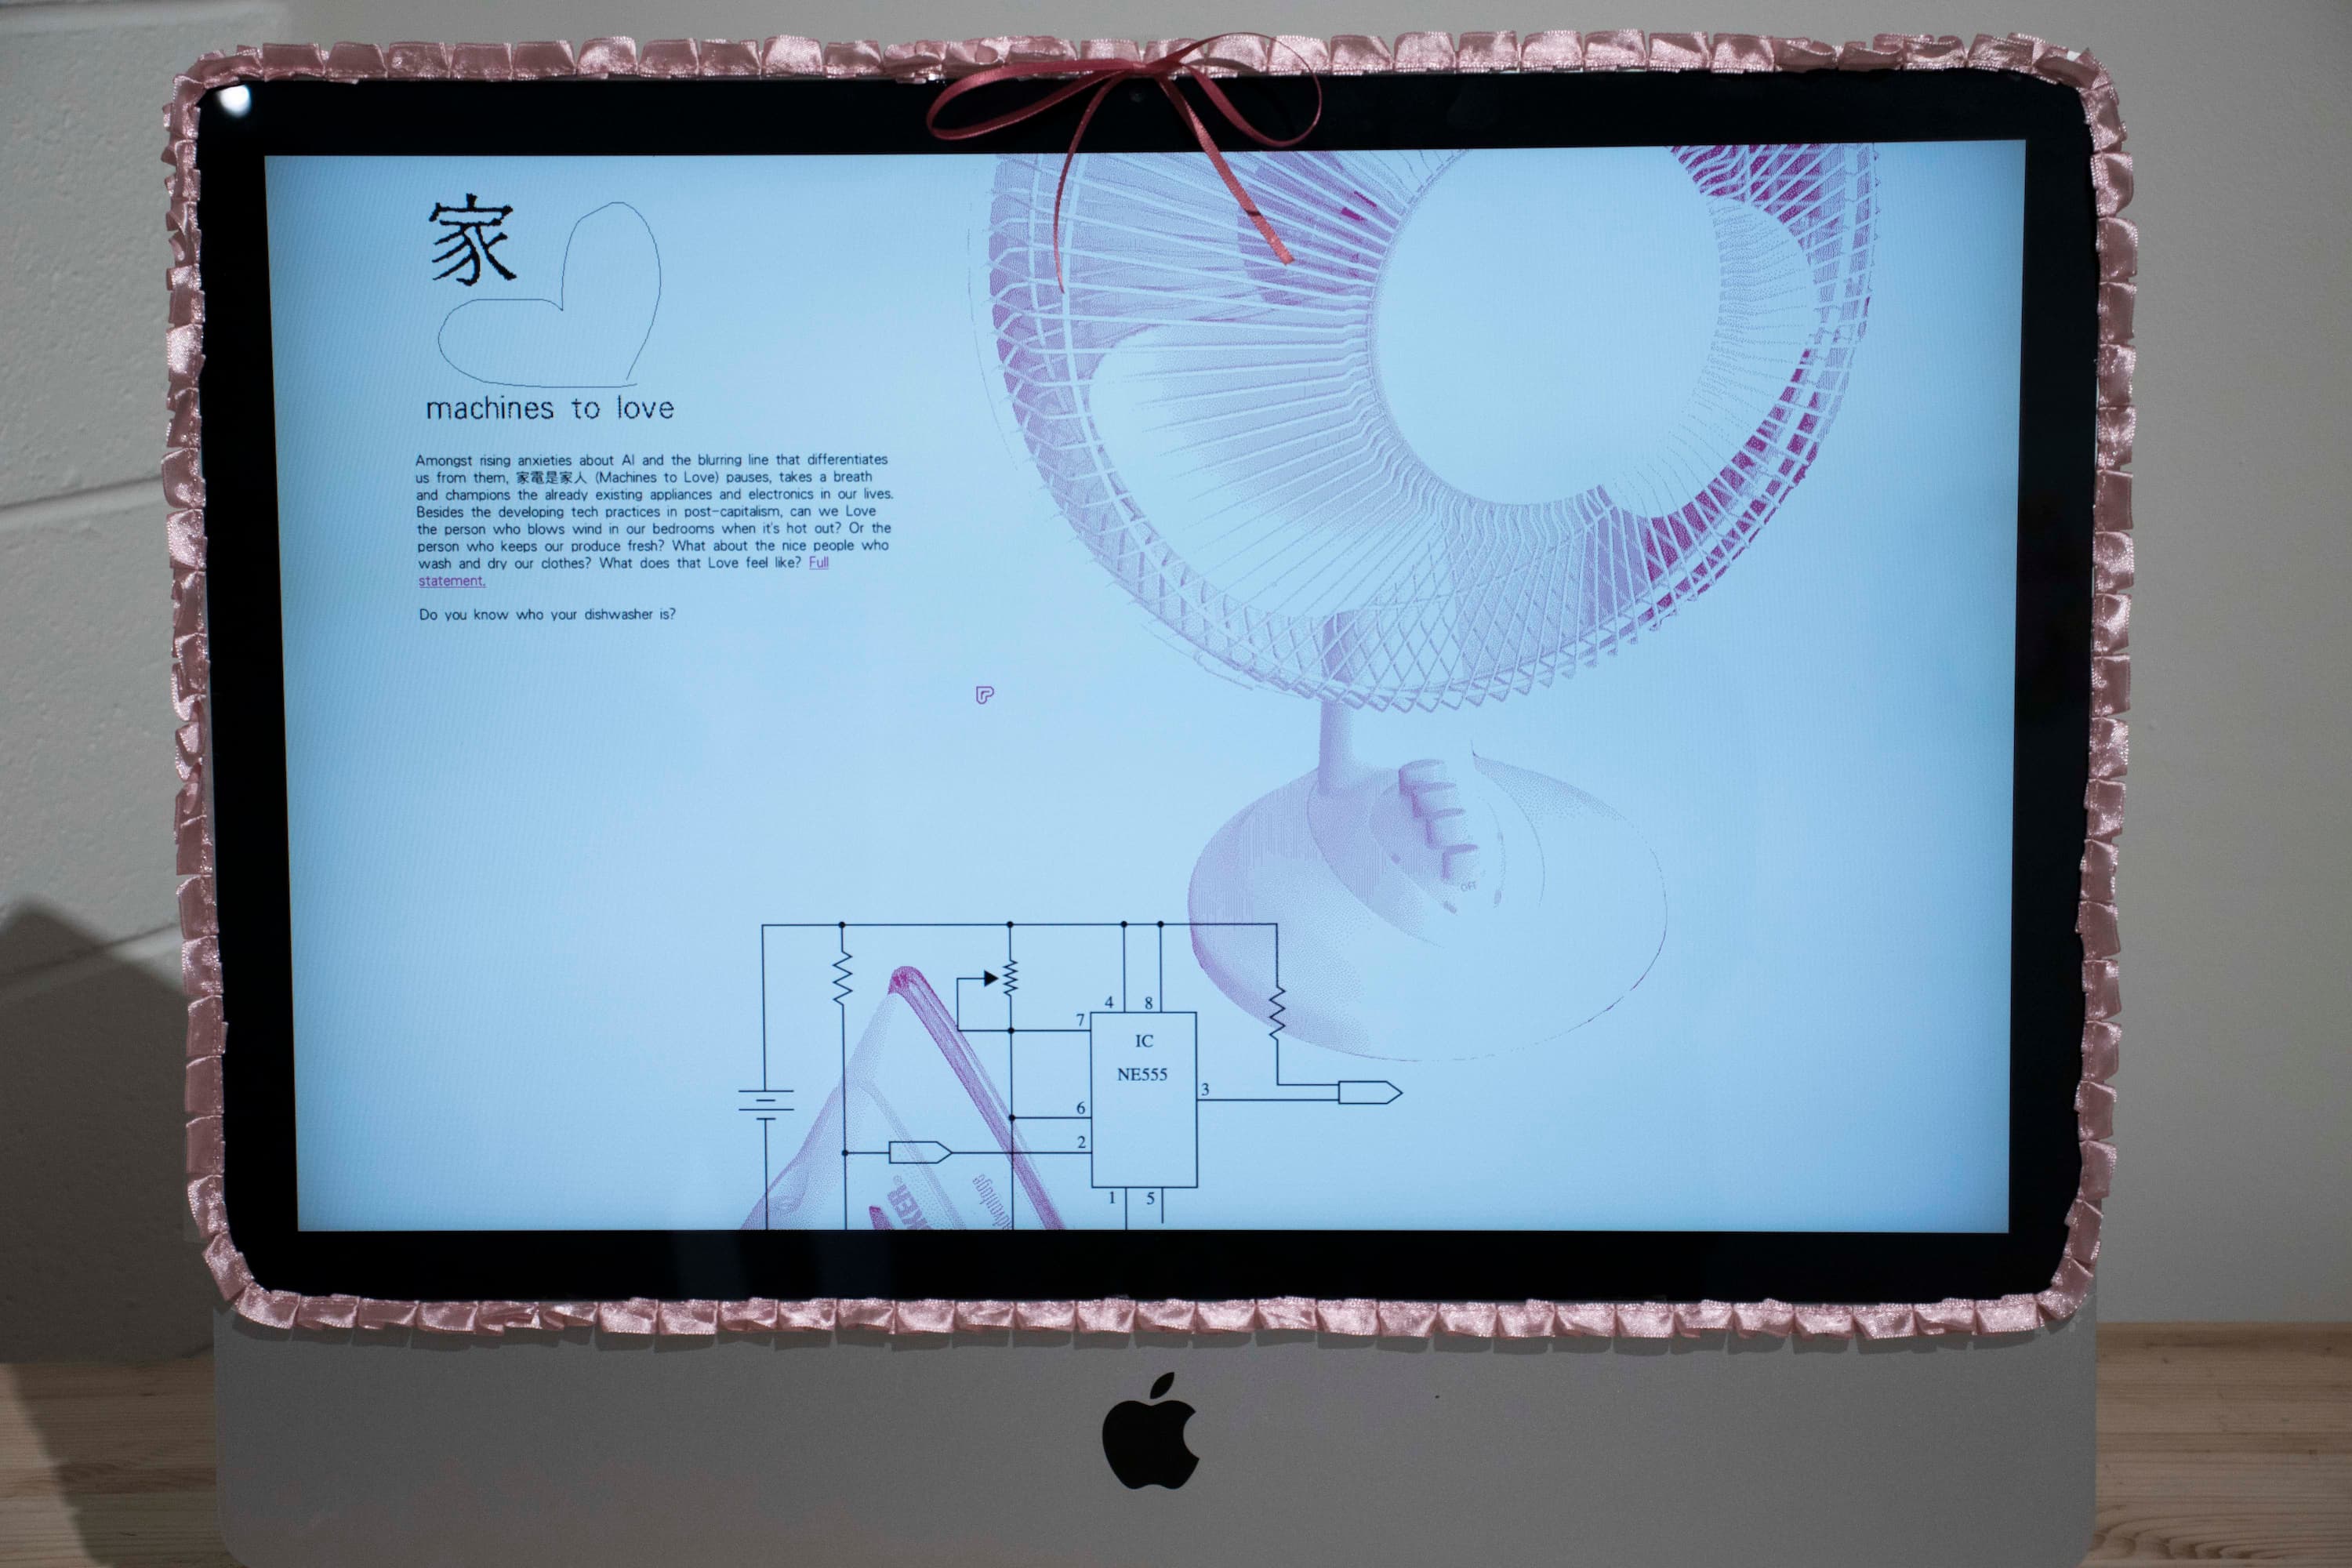 家
machines to love
Amongst rising anxieties about AI and the blurring line that differentiates
us from them, 家電是家人 (Machines to Love) pauses, takes a breath
and champions the already existing appliances and electronics in our lives.
Besides the developing tech practices in post-capitalism, can we Love
the person who blows wind in our bedrooms when it's hot out? Or the
person who keeps our produce fresh? What about the nice people who
wash and dry our clothes? What does that Love feel like? Full
statement.
Do you know who your dishwasher is?
OFF
4 8
7
IC
NE555
3
6
2
1 5
KER®
Advantage